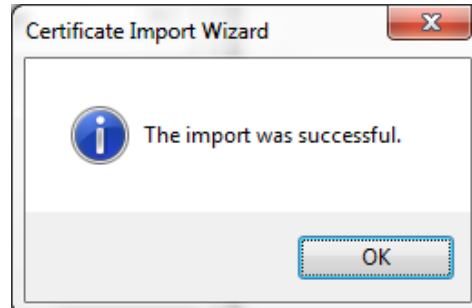 Certificate Import Wizard
The import was successful.
OK